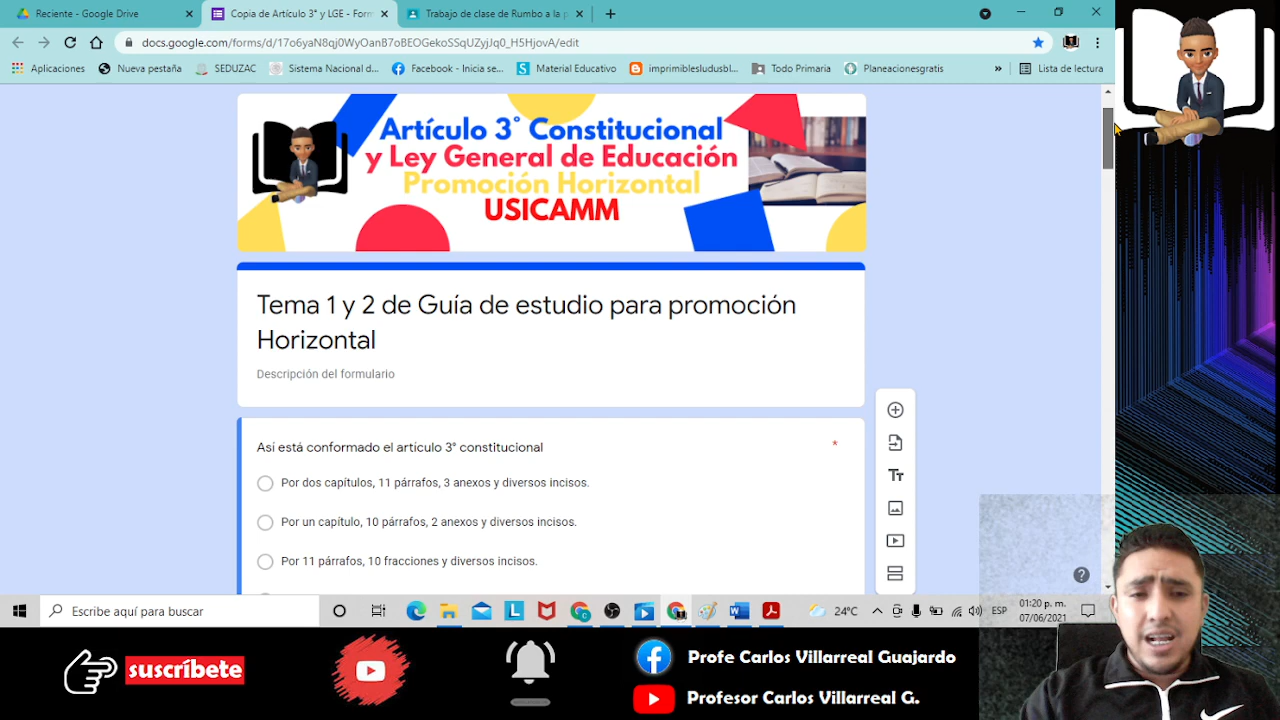 Reciente - Google Drive
Copia de Artículo 3° y LGE - Form
Trabajo de clase de Rumbo a la p
docs.google.com/forms/d/17o6yaN8qj0WyOanB7oBEOGekoSSqUZyjJq0_H5HjovA/edit
Aplicaciones
Nueva pestaña
SEDUZAC
Sistema Nacional d...
Facebook - Inicia se...
Material Educativo
imprimiblesludusbl...
Todo Primaria
Planeacionesgratis
»
Lista de lectura
Artículo 3° Constitucional
y Ley General de Educación
Promoción Horizontal
USICAMM
Tema 1 y 2 de Guía de estudio para promoción
Horizontal
Descripción del formulario
Así está conformado el artículo 3° constitucional
*
Por dos capítulos, 11 párrafos, 3 anexos y diversos incisos.
Por un capítulo, 10 párrafos, 2 anexos y diversos incisos.
Por 11 párrafos, 10 fracciones y diversos incisos.
Tт
Escribe aquí para buscar
24°C
ESP
01:20 p. m.
07/06/2021
suscríbete
Profe Carlos Villarreal Guajardo
Profesor Carlos Villarreal G.